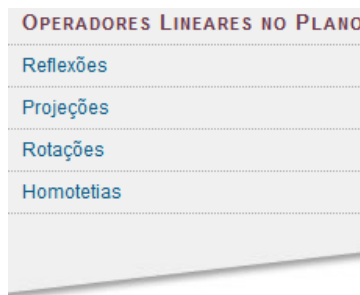 OPERADORES LINEARES NO PLANO
Reflexões
Projeções
Rotações
Homotetias